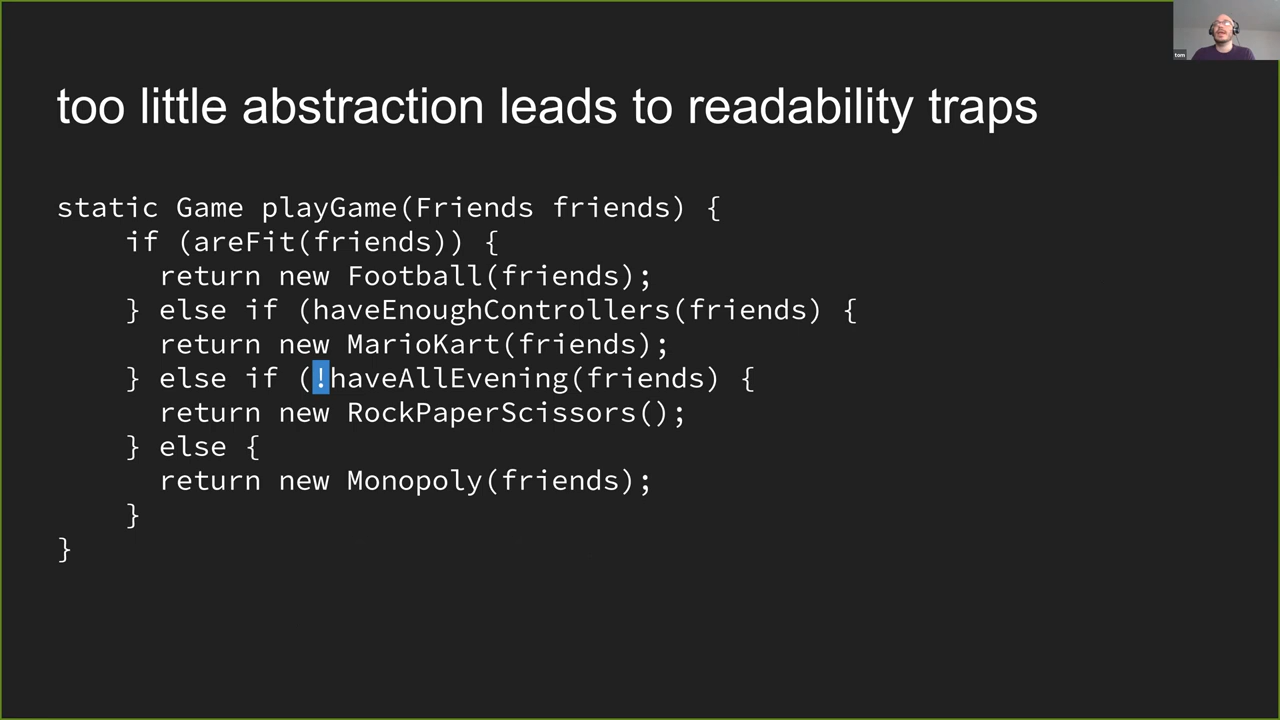 tom
too little abstraction leads to readability traps
static Game playGame(Friends friends) {
    if (areFit(friends)) {
      return new Football(friends);
    } else if (haveEnoughControllers(friends) {
      return new MarioKart(friends);
    } else if (!haveAllEvening(friends) {
      return new RockPaperScissors();
    } else {
      return new Monopoly(friends);
    }
}